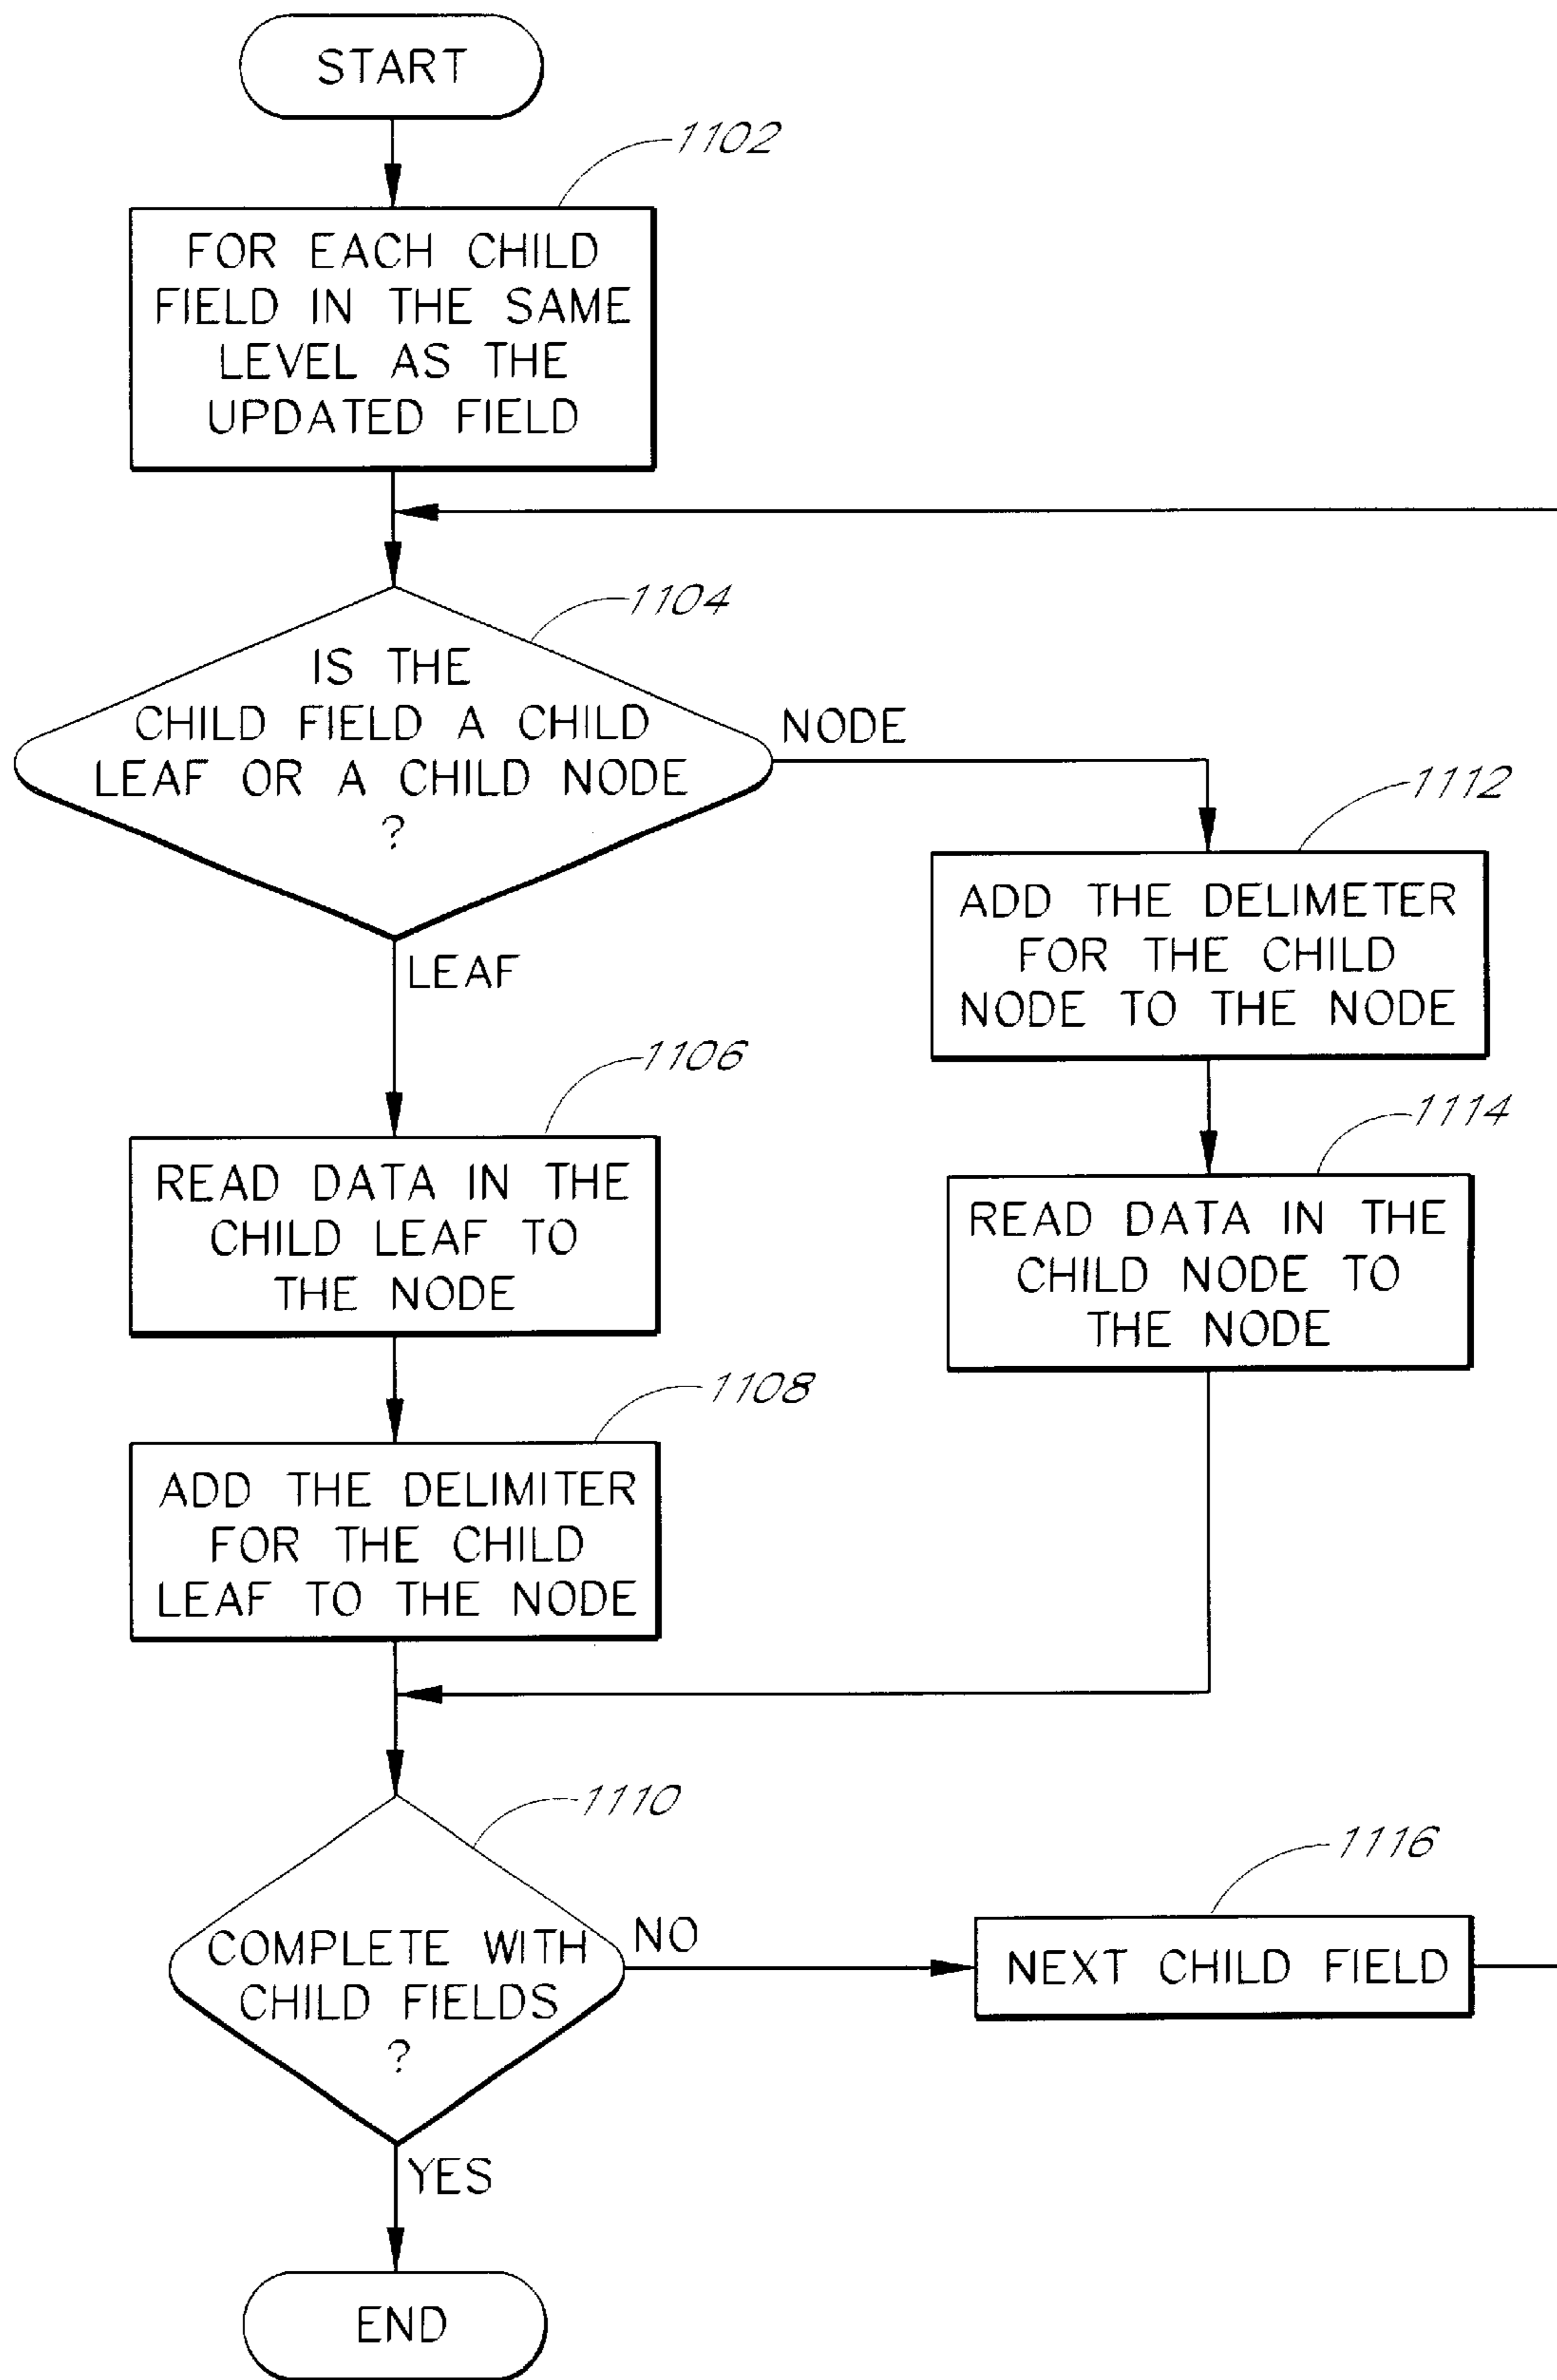 START
1102
FOR EACH CHILD
FIELD IN THE SAME
LEVEL AS THE
UPDATED FIELD
1104
IS THE
CHILD FIELD A CHILD
LEAF OR A CHILD NODE
?
NODE
LEAF
1112
ADD THE DELIMETER
FOR THE CHILD
NODE TO THE NODE
1106
READ DATA IN THE
CHILD LEAF TO
THE NODE
1114
READ DATA IN THE
CHILD NODE TO
THE NODE
1108
ADD THE DELIMITER
FOR THE CHILD
LEAF TO THE NODE
1110
COMPLETE WITH
CHILD FIELDS
?
NO
1116
NEXT CHILD FIELD
YES
END